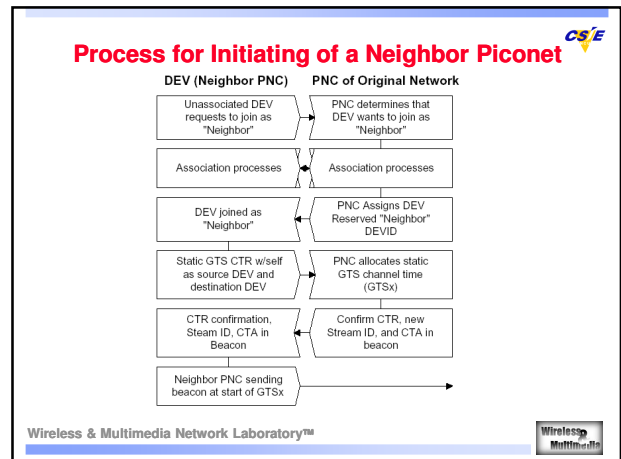 CS/E
Process for Initiating of a Neighbor Piconet
DEV (Neighbor PNC) PNC of Original Network
Unassociated DEV
requests to join as
"Neighbor"
PNC determines that
DEV wants to join as
"Neighbor"
Association processes
Association processes
DEV joined as
"Neighbor"
PNC Assigns DEV
Reserved "Neighbor"
DEVID
Static GTS CTR w/self
as source DEV and
destination DEV
PNC allocates static
GTS channel time
(GTSx)
CTR confirmation,
Steam ID, CTA in
Beacon
Confirm CTR, new
Stream ID, and CTA in
beacon
Neighbor PNC sending
beacon at start of GTSx
Wireless & Multimedia Network Laboratory™
Wireless
Multimedia